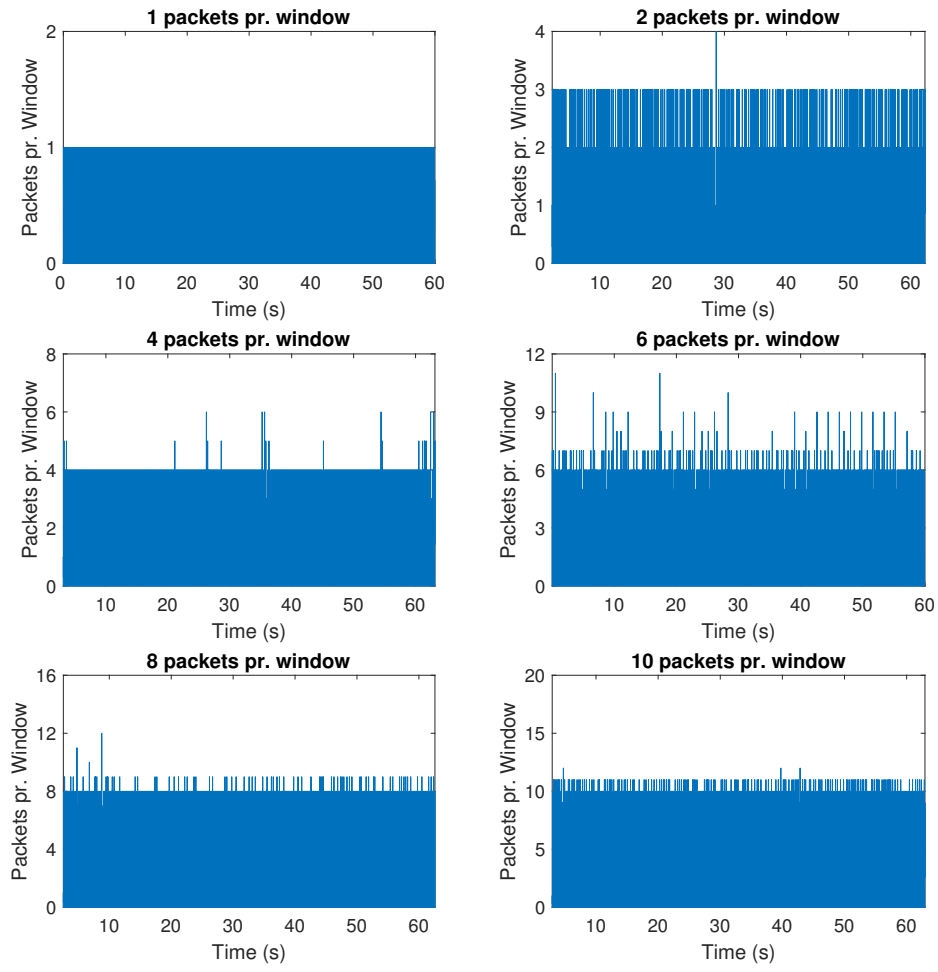 1 packets pr. window
Packets pr. Window
2
1
0
0 10 20 30 40 50 60
Time (s)
2 packets pr. window
Packets pr. Window
4
3
2
1
0
10 20 30 40 50 60
Time (s)
4 packets pr. window
Packets pr. Window
8
6
4
2
0
10 20 30 40 50 60
Time (s)
6 packets pr. window
Packets pr. Window
12
9
6
3
0
10 20 30 40 50 60
Time (s)
8 packets pr. window
Packets pr. Window
16
12
8
4
0
10 20 30 40 50 60
Time (s)
10 packets pr. window
Packets pr. Window
20
15
10
5
0
10 20 30 40 50 60
Time (s)